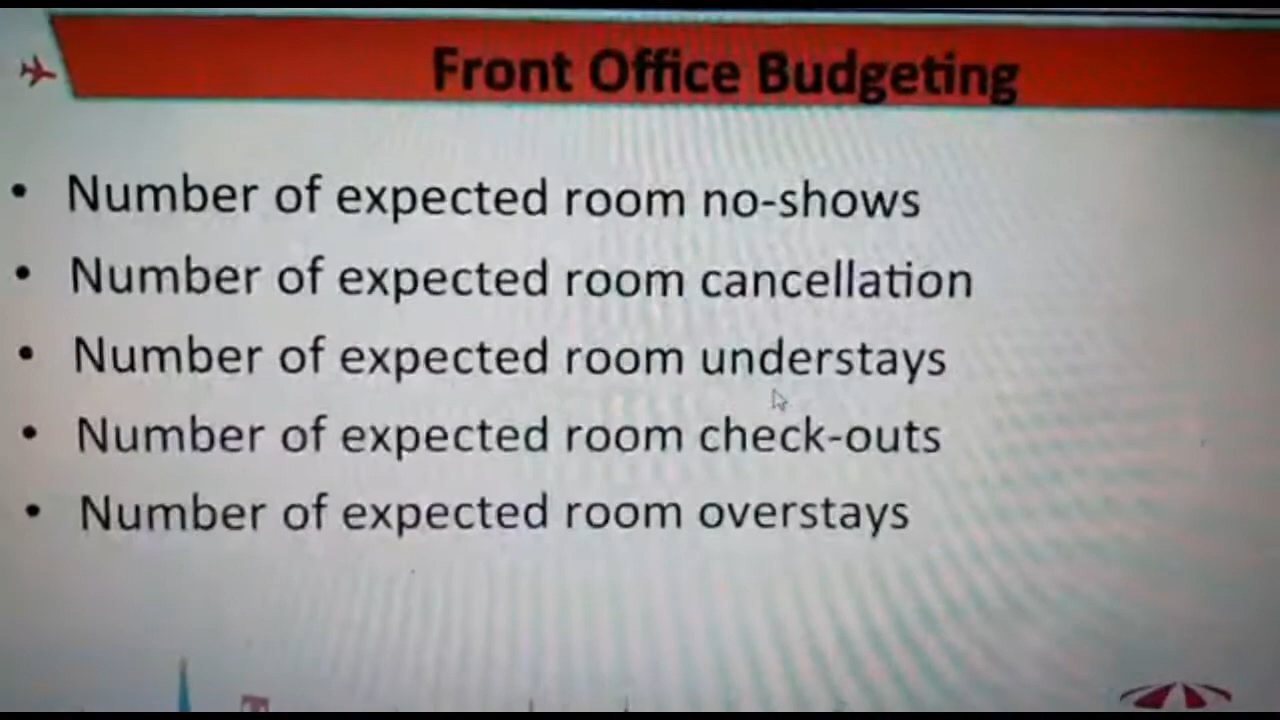 Front Office Budgeting
• Number of expected room no-shows
• Number of expected room cancellation
• Number of expected room understays
• Number of expected room check-outs
• Number of expected room overstays